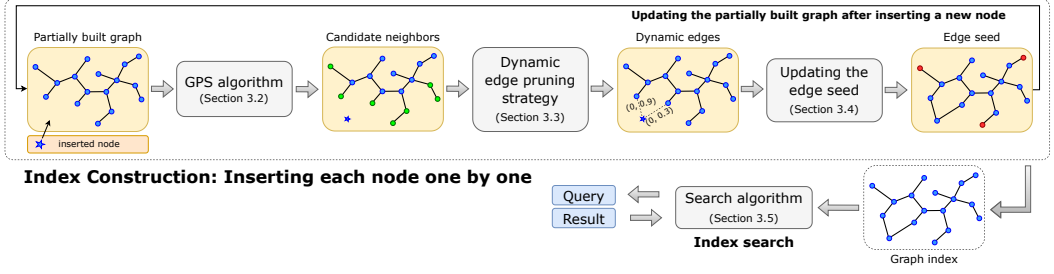 Updating the partially built graph after inserting a new node
Partially built graph
Candidate neighbors
Dynamic edges
Edge seed
GPS algorithm
(Section 3.2)
Dynamic
edge pruning
strategy
(Section 3.3)
(0, 0.9)
(0, 0.3)
Updating the
edge seed
(Section 3.4)
inserted node
Index Construction: Inserting each node one by one
Query
Result
Search algorithm
(Section 3.5)
Index search
Graph index